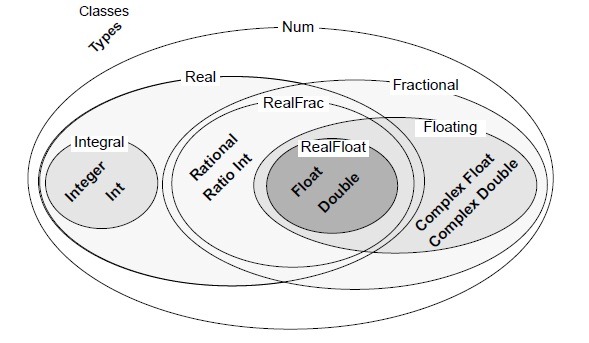 Classes
Types
Num
Real
Fractional
RealFrac
Floating
Integral
RealFloat
Integer
Int
Rational
Ratio Int
Float
Double
Complex Float
Complex Double